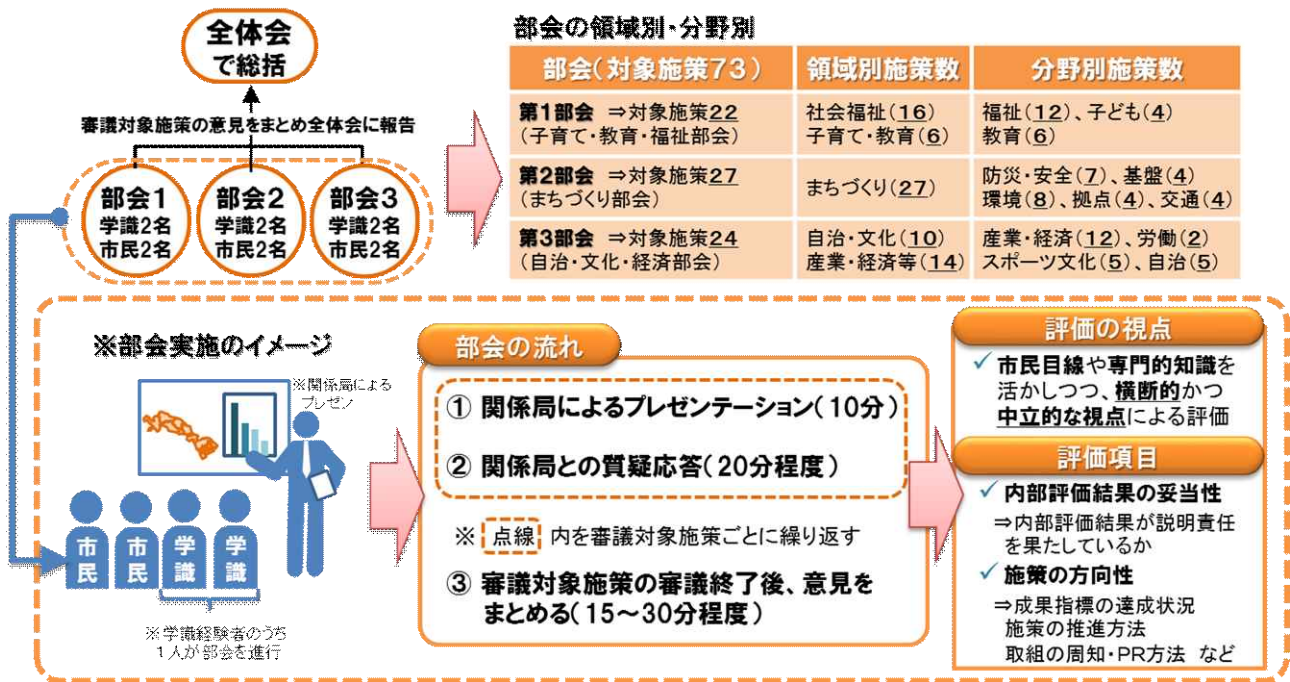 全体会
で総括
審議対象施策の意見をまとめ全体会に報告
部会1
学識2名
市民2名
部会2
学識2名
市民2名
部会3
学識2名
市民2名
部会の領域別・分野別
部会(対象施策73)
領域別施策数
分野別施策数
第1部会 ⇒対象施策22
(子育て・教育・福祉部会)
社会福祉(16)
子育て・教育(6)
福祉(12)、子ども(4)
教育(6)
第2部会 ⇒対象施策27
(まちづくり部会)
まちづくり(27)
防災・安全(7)、基盤(4)
環境(8)、拠点(4)、交通(4)
第3部会 ⇒対象施策24
(自治・文化・経済部会)
自治・文化(10)
産業・経済等(14)
産業・経済(12)、労働(2)
スポーツ文化(5)、自治(5)
※部会実施のイメージ
※関係局による
プレゼン
市民
市民
学識
学識
※学識経験者のうち
1人が部会を進行
部会の流れ
① 関係局によるプレゼンテーション(10分)
② 関係局との質疑応答(20分程度)
※ 点線 内を審議対象施策ごとに繰り返す
③ 審議対象施策の審議終了後、意見を
まとめる(15~30分程度)
評価の視点
✓ 市民目線や専門的知識を
活かしつつ、横断的かつ
中立的な視点による評価
評価項目
✓ 内部評価結果の妥当性
⇒内部評価結果が説明責任
を果たしているか
✓ 施策の方向性
⇒成果指標の達成状況
施策の推進方法
取組の周知・PR方法 など